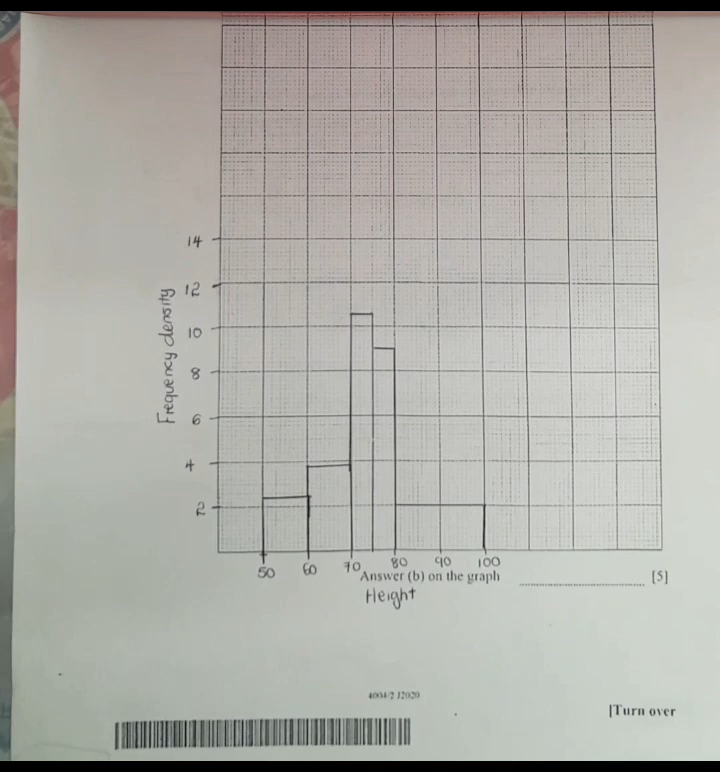 14
12
10
8
6
4
2
Frequency density
50 60 70 80 90 100
Answer (b) on the graph [5]
Height
4004/2 J2020
[Turn over